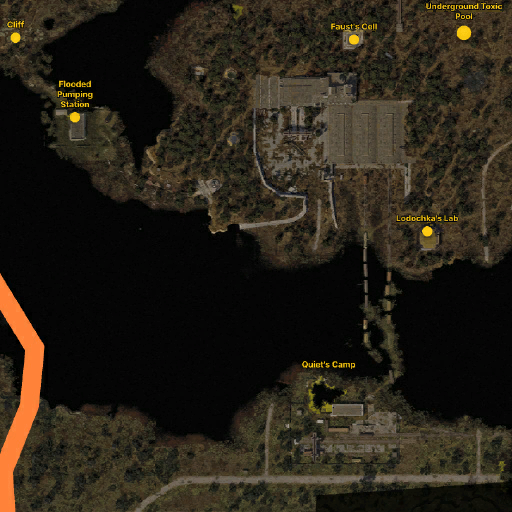 Cliff
Faust's Cell
Underground Toxic
Pool
Flooded
Pumping
Station
Lodochka's Lab
Quiet's Camp